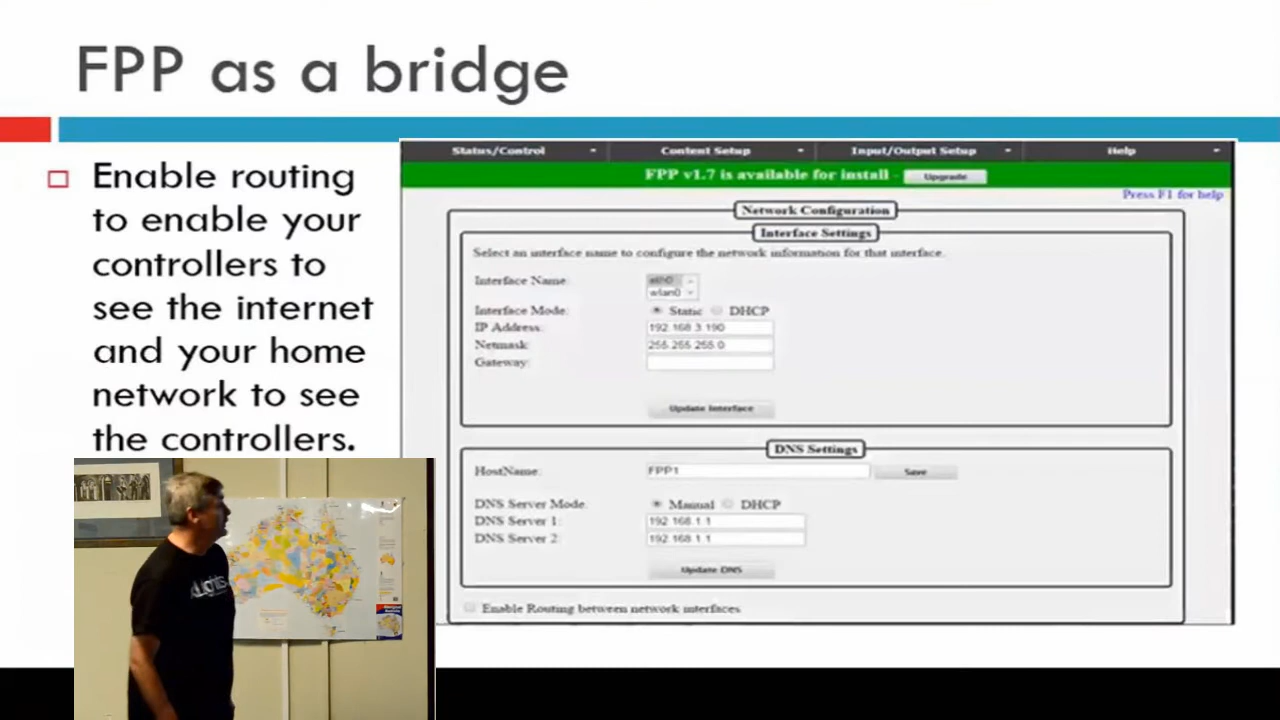 FPP as a bridge
Enable routing
to enable your
controllers to
see the internet
and your home
network to see
the controllers.
Status/Control
Content Setup
Input/Output Setup
Help
FPP v1.7 is available for install - Upgrade
Press F1 for help
Network Configuration
Interface Settings
Select an interface name to configure the network information for that interface.
Interface Name: eth0
wlan0
Interface Mode: Static DHCP
IP Address: 192.168.3.190
Netmask: 255.255.255.0
Gateway:
Update Interface
DNS Settings
HostName: FPP1 Save
DNS Server Mode: Manual DHCP
DNS Server 1: 192.168.1.1
DNS Server 2: 192.168.1.1
Update DNS
Enable Routing between network interfaces